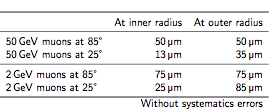 At inner radius At outer radius
50 GeV muons at 85° 50 µm 50 µm
50 GeV muons at 25° 13 µm 35 µm
2 GeV muons at 85° 75 µm 75 µm
2 GeV muons at 25° 25 µm 85 µm
Without systematics errors